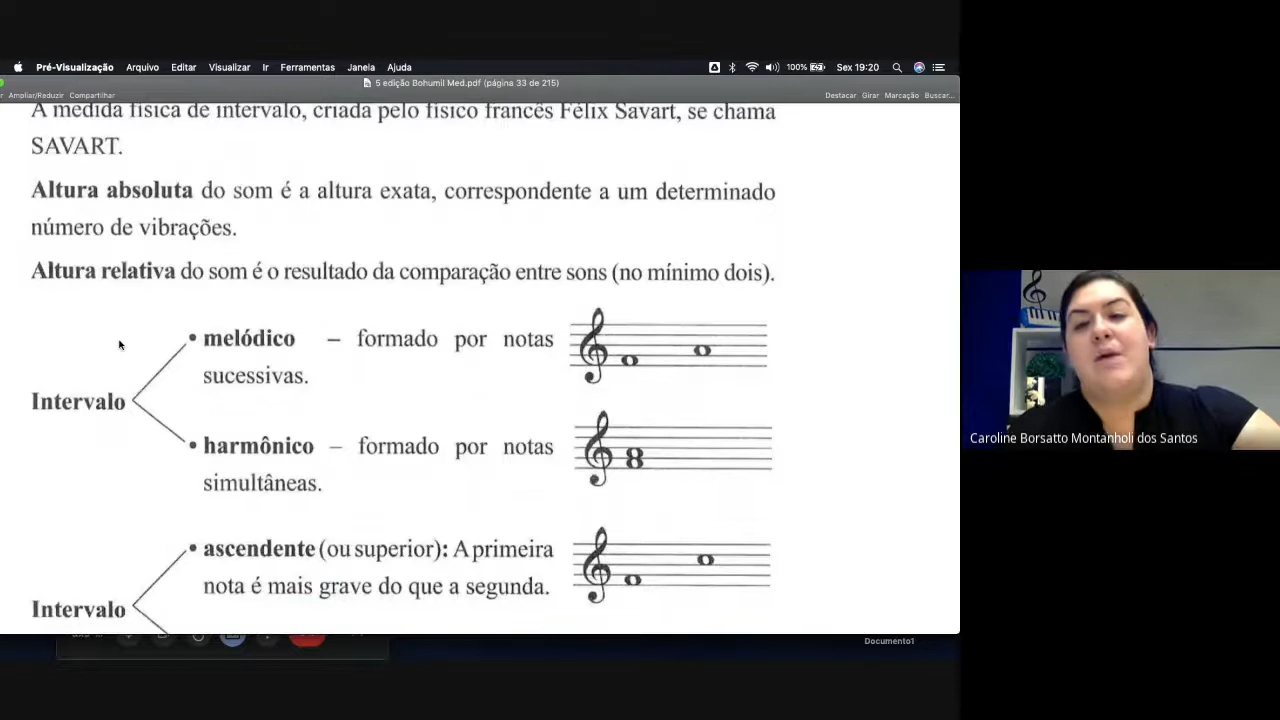 Pré-Visualização Arquivo Editar Visualizar Ir Ferramentas Janela Ajuda 100% Sex 19:20
5 edição Bohumil Med.pdf (página 33 de 215)
Ampliar/Reduzir Compartilhar Destacar Girar Marcação Buscar...
A medida física de intervalo, criada pelo físico francês Félix Savart, se chama
SAVART.
Altura absoluta do som é a altura exata, correspondente a um determinado
número de vibrações.
Altura relativa do som é o resultado da comparação entre sons (no mínimo dois).
Intervalo
• melódico – formado por notas
sucessivas.
• harmônico – formado por notas
simultâneas.
Intervalo
• ascendente (ou superior): A primeira
nota é mais grave do que a segunda.
Caroline Borsatto Montanholi dos Santos
Documento1